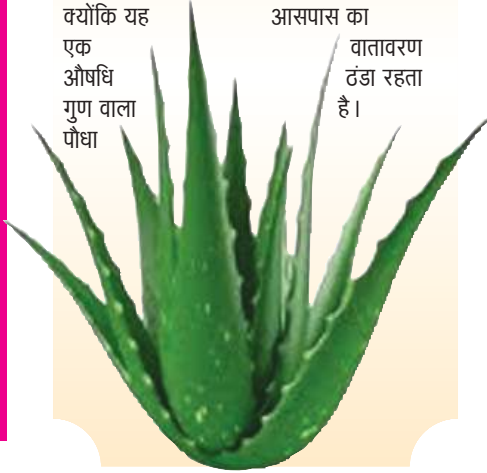 क्योंकि यह
एक
औषधि
गुण वाला
पौधा
आसपास का
वातावरण
ठंडा रहता
है।